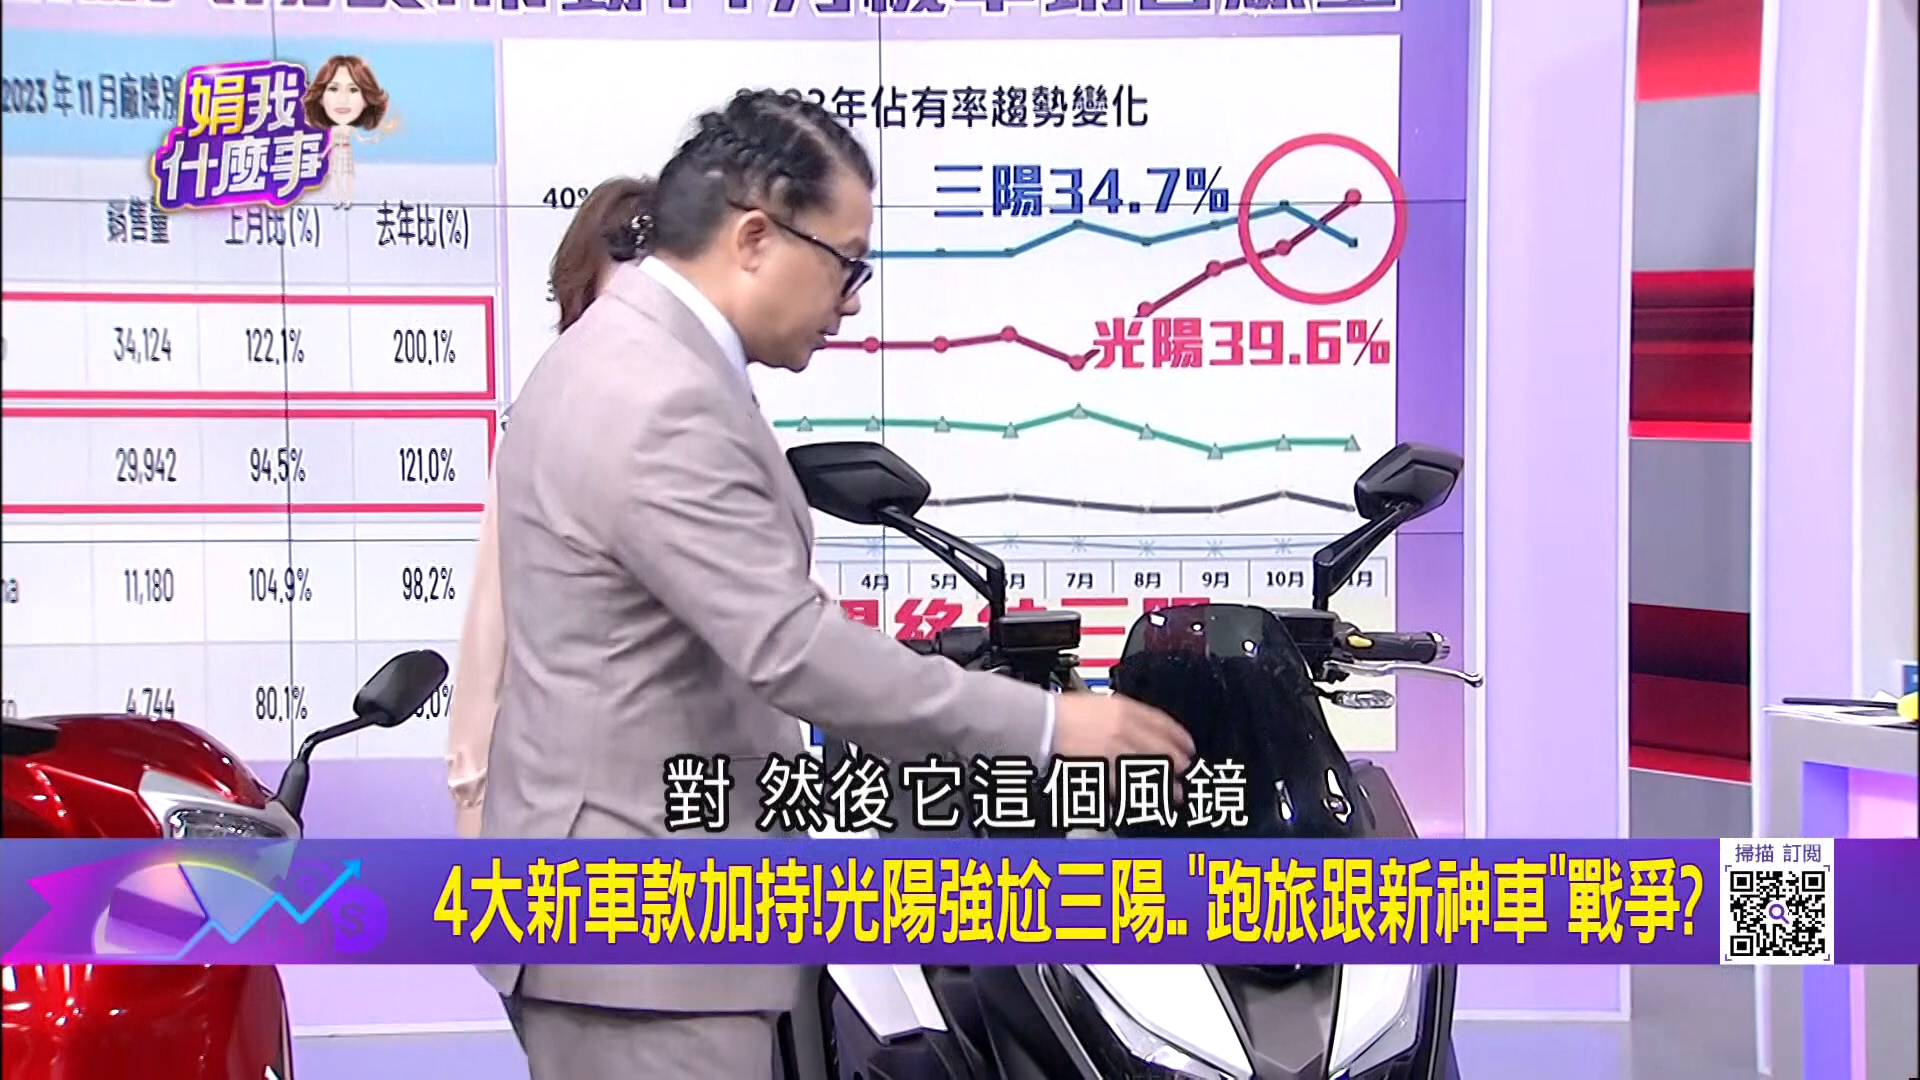 娟我
什麼事
2023年11月廠牌別
銷售量 上月比(%) 去年比(%)
34,124 122.1% 200.1%
29,942 94.5% 121.0%
11,180 104.9% 98.2%
4,744 80.1%
年佔有率趨勢變化
40%
三陽34.7%
光陽39.6%
4月 5月 6月 7月 8月 9月 10月 11月
對 然後它這個風鏡
4大新車款加持!光陽強尬三陽.."跑旅跟新神車"戰爭?
掃描 訂閱